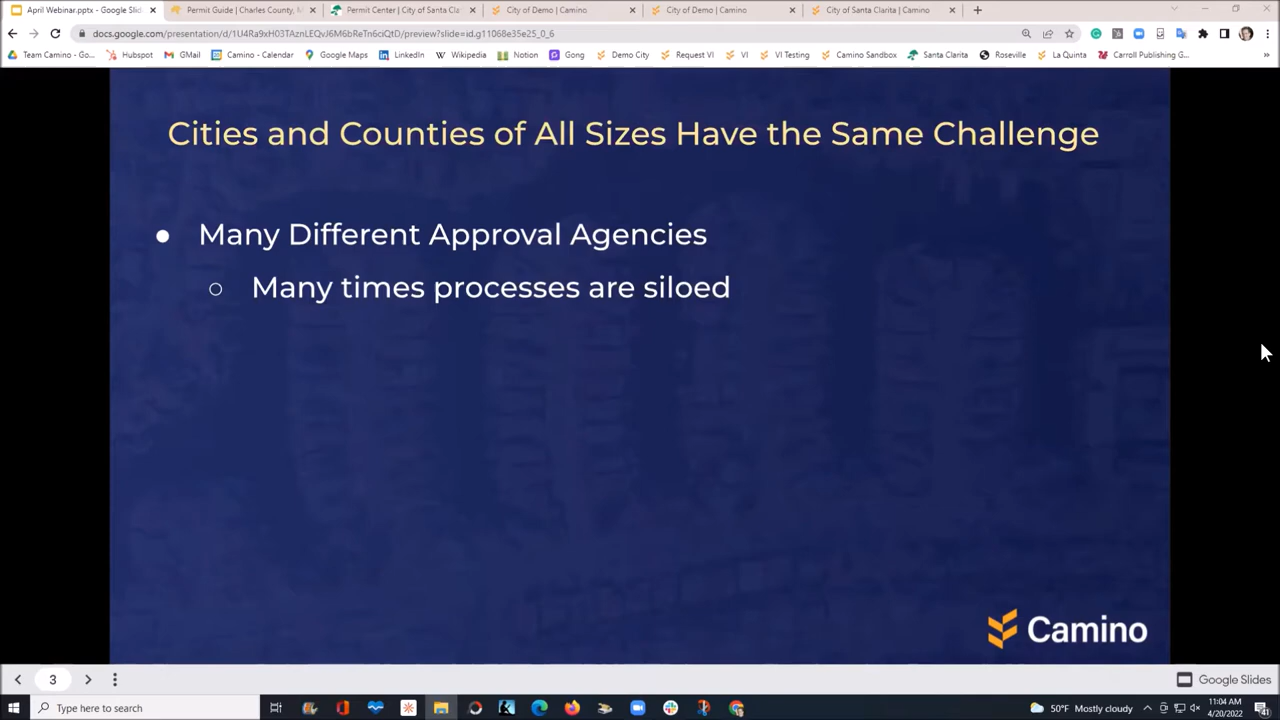 April Webinar.pptx - Google Slid
Permit Guide | Charles County, M
Permit Center | City of Santa Cla
City of Demo | Camino
City of Demo | Camino
City of Santa Clarita | Camino
docs.google.com/presentation/d/1U4Ra9xH03TAznLEQvJ6M6bReTn6ciQtD/preview?slide=id.g11068e35e25_0_6
Team Camino - Go...
Hubspot
GMail
Camino - Calendar
Google Maps
LinkedIn
Wikipedia
Notion
Gong
Demo City
Request VI
VI
VI Testing
Camino Sandbox
Santa Clarita
Roseville
La Quinta
Carroll Publishing G...
Cities and Counties of All Sizes Have the Same Challenge
● Many Different Approval Agencies
○ Many times processes are siloed
Camino
3
Google Slides
Type here to search
50°F Mostly cloudy
11:04 AM
4/20/2022